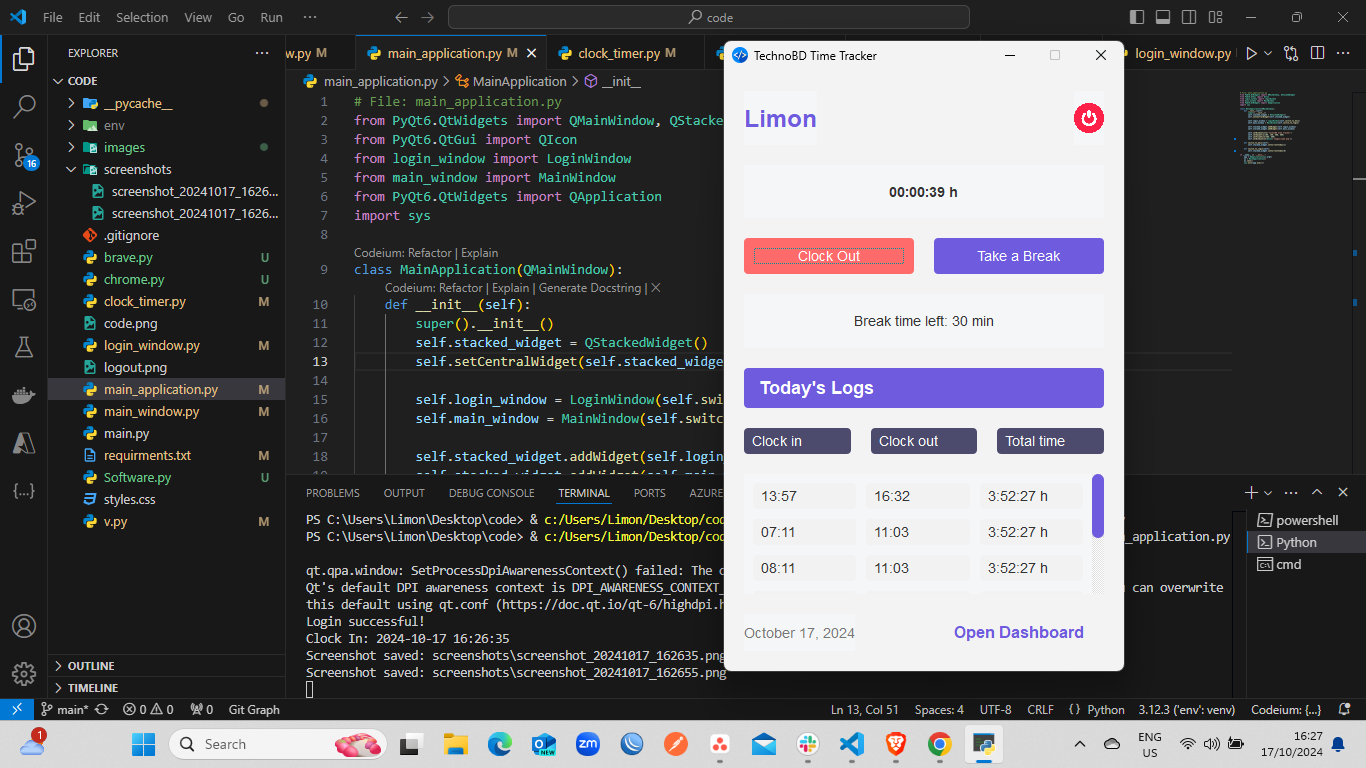 File Edit Selection View Go Run ··· code
EXPLORER
CODE
__pycache__
env
images
screenshots
screenshot_20241017_1626...
screenshot_20241017_1626...
.gitignore
brave.py U
chrome.py U
clock_timer.py M
code.png
login_window.py M
logout.png
main_application.py M
main_window.py M
main.py
requirments.txt M
Software.py U
styles.css
v.py M
OUTLINE
TIMELINE
16
w.py M main_application.py M clock_timer.py M login_window.py
main_application.py > MainApplication > __init__
1 # File: main_application.py
2 from PyQt6.QtWidgets import QMainWindow, QStacke
3 from PyQt6.QtGui import QIcon
4 from login_window import LoginWindow
5 from main_window import MainWindow
6 from PyQt6.QtWidgets import QApplication
7 import sys
8
Codeium: Refactor | Explain
9 class MainApplication(QMainWindow):
Codeium: Refactor | Explain | Generate Docstring | X
10 def __init__(self):
11 super().__init__()
12 self.stacked_widget = QStackedWidget()
13 self.setCentralWidget(self.stacked_widge
14
15 self.login_window = LoginWindow(self.swi
16 self.main_window = MainWindow(self.switc
17
18 self.stacked_widget.addWidget(self.login
PROBLEMS OUTPUT DEBUG CONSOLE TERMINAL PORTS AZURE
PS C:\Users\Limon\Desktop\code> & c:/Users/Limon/Desktop/cod
PS C:\Users\Limon\Desktop\code> & c:/Users/Limon/Desktop/cod
n_application.py
qt.qpa.window: SetProcessDpiAwarenessContext() failed: The o
Qt's default DPI awareness context is DPI_AWARENESS_CONTEXT_
u can overwrite
this default using qt.conf (https://doc.qt.io/qt-6/highdpi.h
Login successful!
Clock In: 2024-10-17 16:26:35
Screenshot saved: screenshots\screenshot_20241017_162635.png
Screenshot saved: screenshots\screenshot_20241017_162655.png
powershell
Python
cmd
TechnoBD Time Tracker
Limon
00:00:39 h
Clock Out Take a Break
Break time left: 30 min
Today's Logs
Clock in Clock out Total time
13:57 16:32 3:52:27 h
07:11 11:03 3:52:27 h
08:11 11:03 3:52:27 h
October 17, 2024 Open Dashboard
main* 0 0 0 Git Graph Ln 13, Col 51 Spaces: 4 UTF-8 CRLF {} Python 3.12.3 ('env': venv) Codeium: {...}
1 Search NEW zm ENG US 16:27 17/10/2024